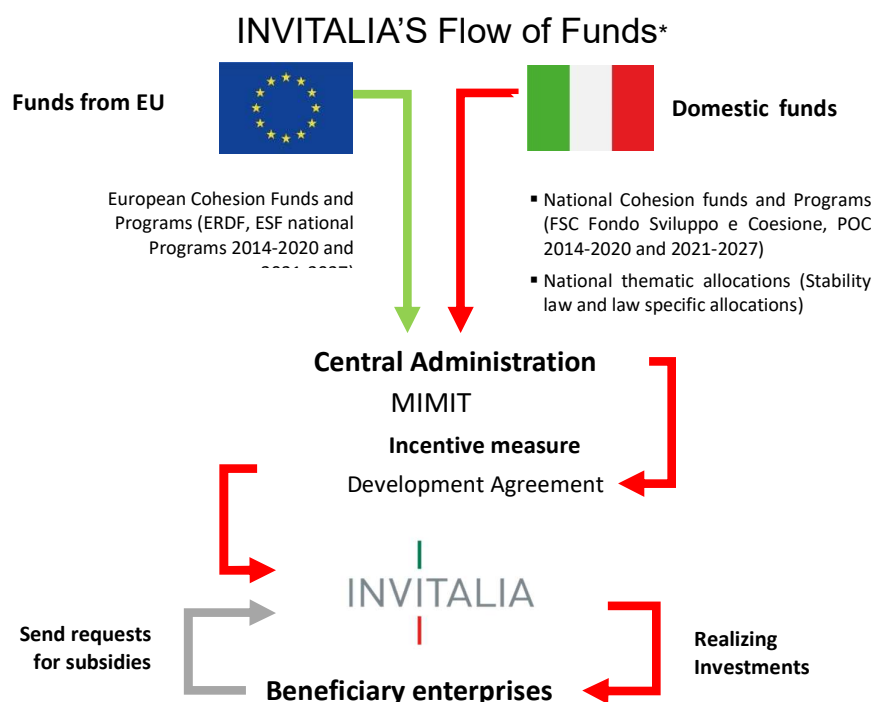 INVITALIA'S Flow of Funds*
Funds from EU
Domestic funds
European Cohesion Funds and
Programs (ERDF, ESF national
Programs 2014-2020 and
▪ National Cohesion funds and Programs
(FSC Fondo Sviluppo e Coesione, POC
2014-2020 and 2021-2027)
▪ National thematic allocations (Stability
law and law specific allocations)
Central Administration
MIMIT
Incentive measure
Development Agreement
INVITALIA
Send requests
for subsidies
Realizing
Investments
Beneficiary enterprises